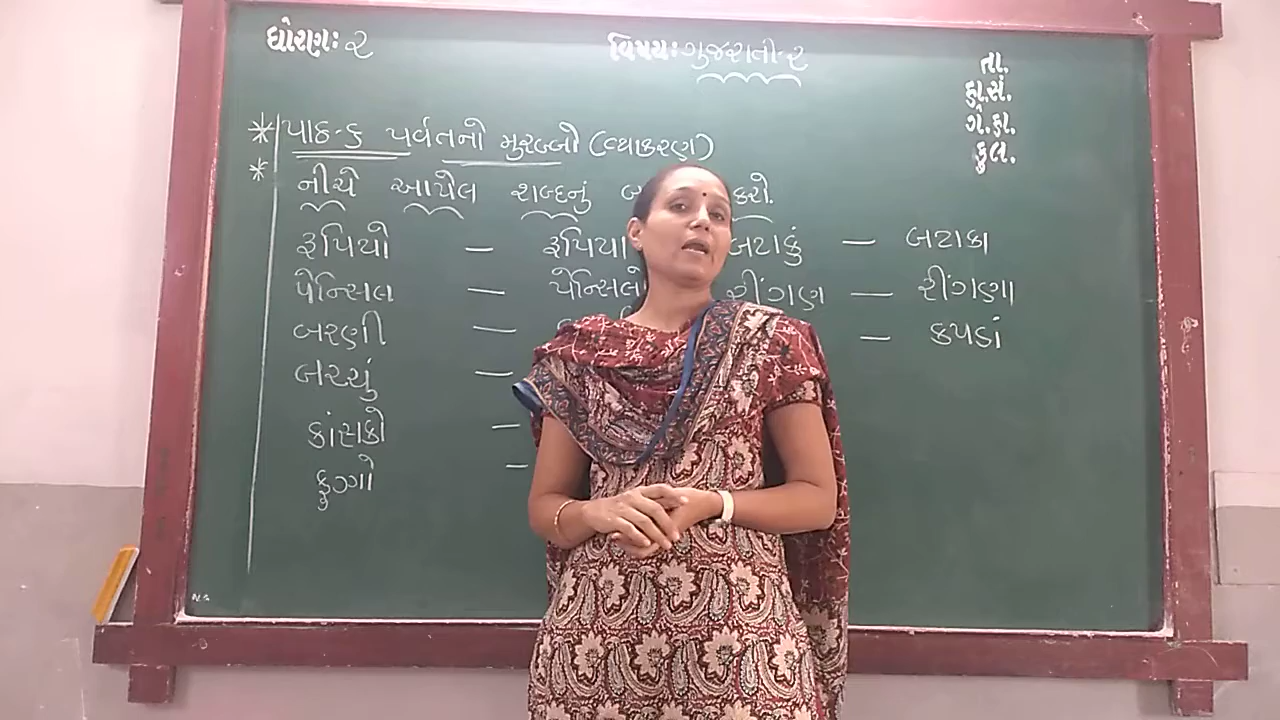 ધોરણ: ૨
વિષય: ગુજરાતી-૨
તા.
હા.સં.
ગે.હા.
કુલ.
* પાઠ-૬ પર્વતનો મુરબ્બો (વ્યાકરણ)
* નીચે આપેલ શબ્દનું કરો.
રૂપિયો — રૂપિયા બટાકું — બટાકા
પેન્સિલ — પેન્સિલો રીંગણ — રીંગણા
બરણી — — કપડાં
બચ્ચું —
કાંસકો —
ફુગ્ગો —